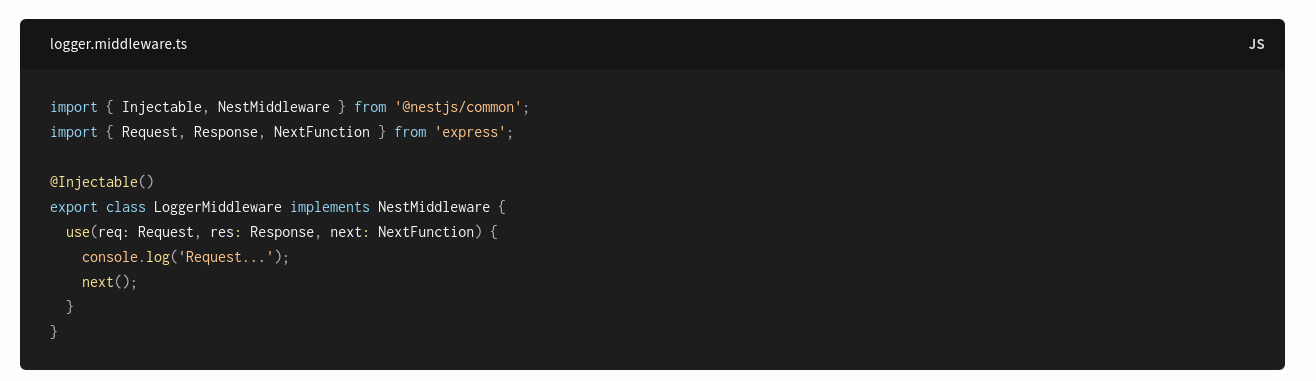 logger.middleware.ts
JS
import { Injectable, NestMiddleware } from '@nestjs/common';
import { Request, Response, NextFunction } from 'express';
@Injectable()
export class LoggerMiddleware implements NestMiddleware {
  use(req: Request, res: Response, next: NextFunction) {
    console.log('Request...');
    next();
  }
}